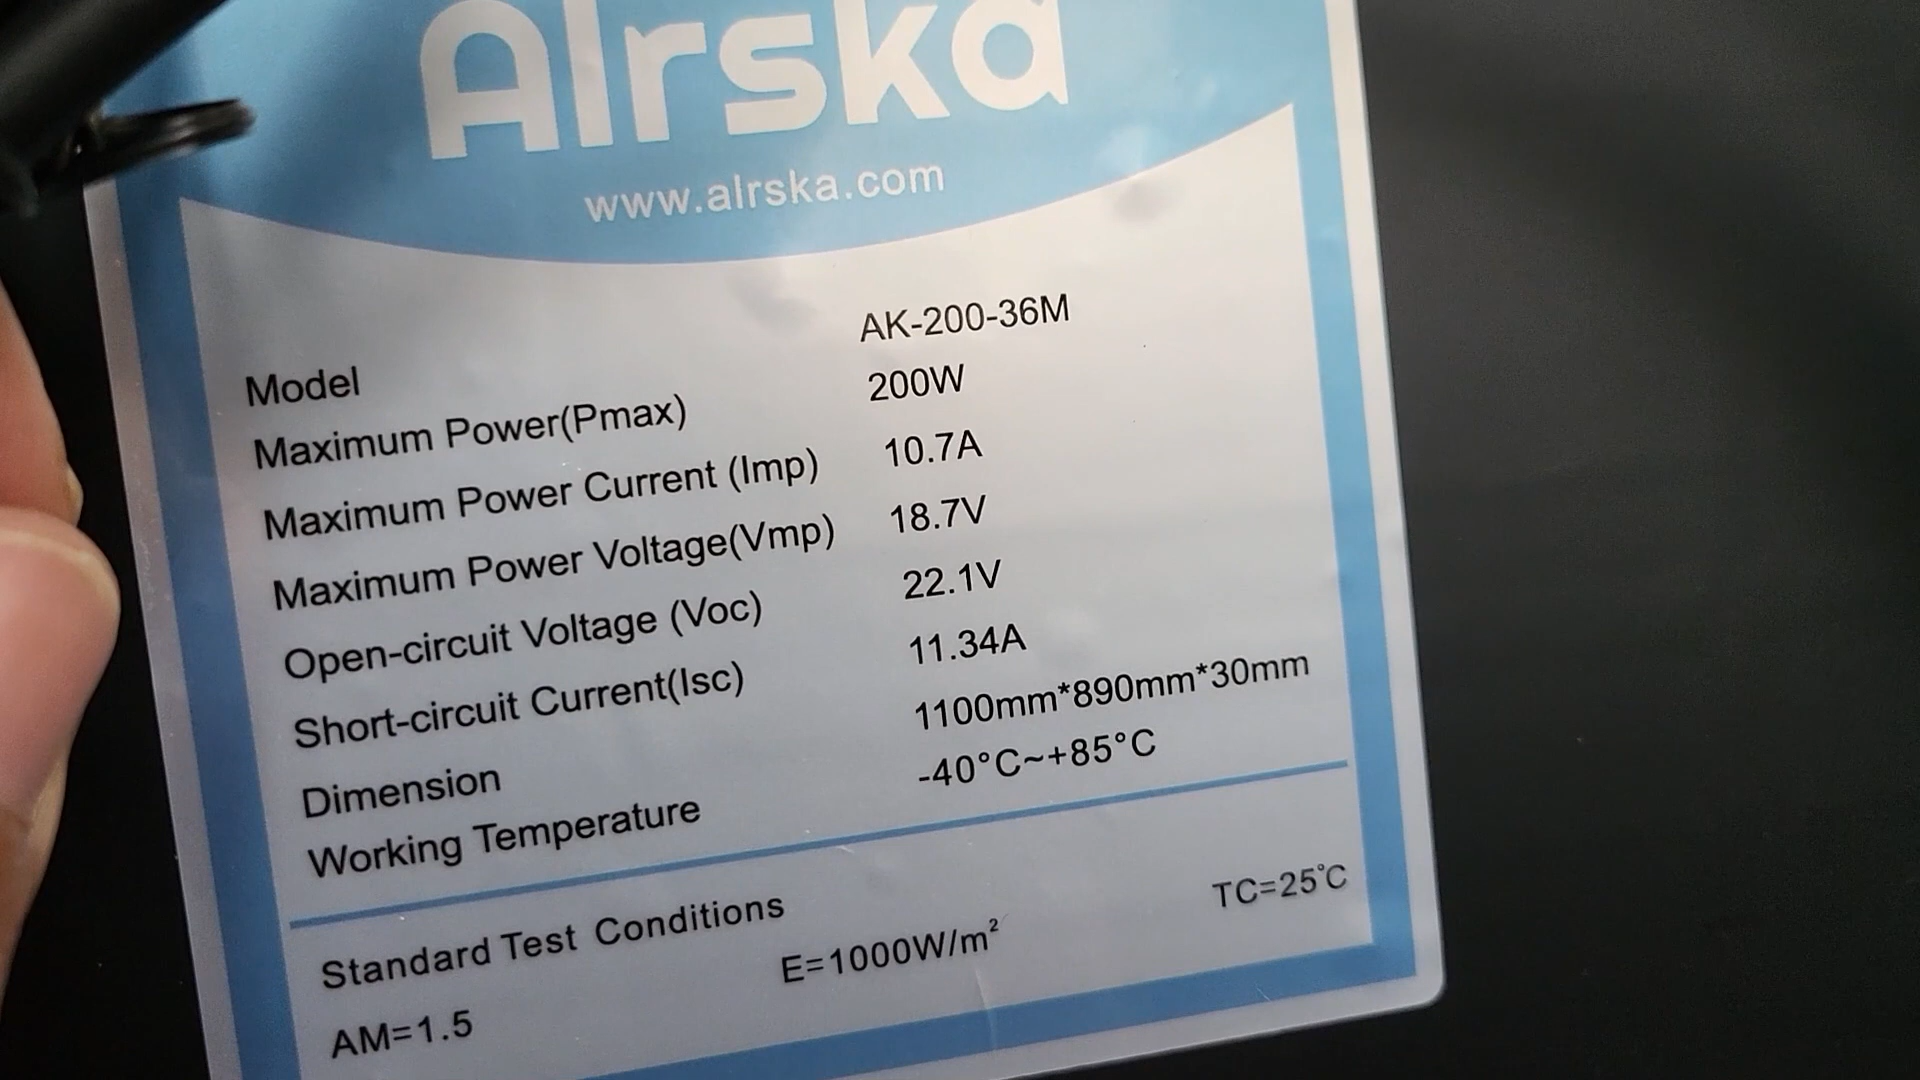 Alrska
www.alrska.com
Model AK-200-36M
Maximum Power(Pmax) 200W
Maximum Power Current (Imp) 10.7A
Maximum Power Voltage(Vmp) 18.7V
Open-circuit Voltage (Voc) 22.1V
Short-circuit Current(Isc) 11.34A
Dimension 1100mm*890mm*30mm
Working Temperature -40°C~+85°C
Standard Test Conditions
AM=1.5 E=1000W/m² TC=25℃